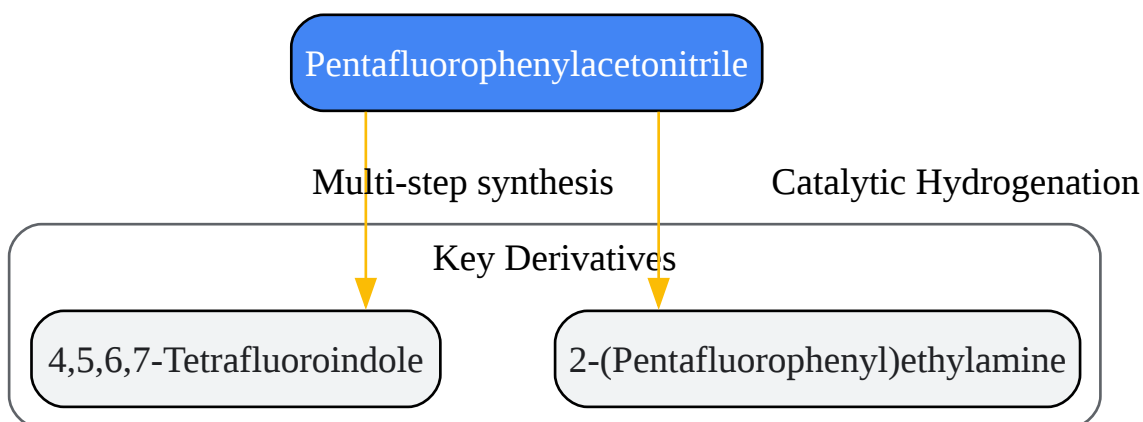 Pentafluorophenylacetonitrile
Multi-step synthesis
Catalytic Hydrogenation
Key Derivatives
4,5,6,7-Tetrafluoroindole
2-(Pentafluorophenyl)ethylamine